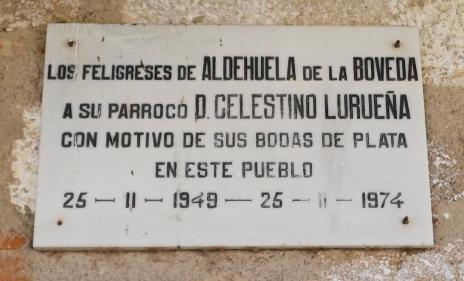 LOS FELIGRESES DE ALDEHUELA DE LA BOVEDA
A SU PARROCO D. CELESTINO LURUEÑA
CON MOTIVO DE SUS BODAS DE PLATA
EN ESTE PUEBLO
25 — 11 — 1949 — 25 — 11 — 1974